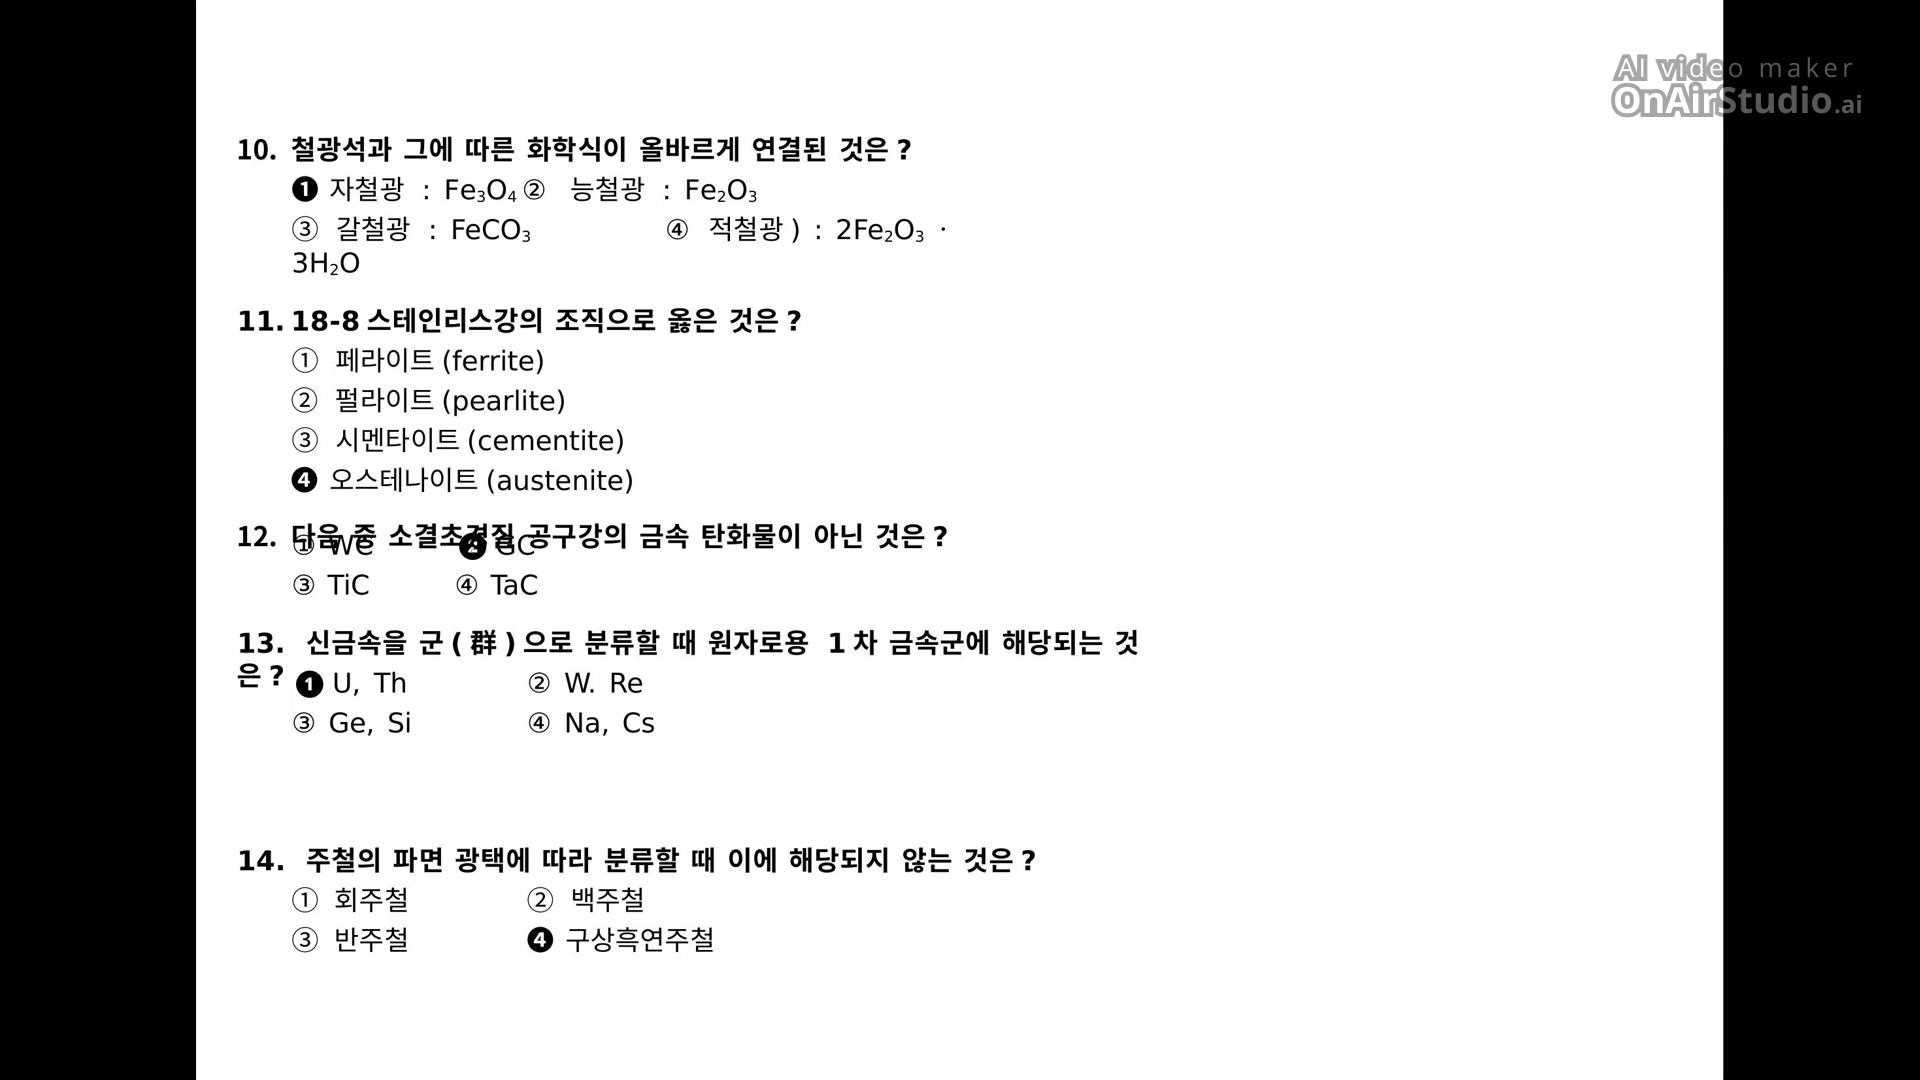 AI video maker
OnAirStudio.ai
10. 철광석과 그에 따른 화학식이 올바르게 연결된 것은 ?
❶ 자철광 : Fe₃O₄ ② 능철광 : Fe₂O₃
③ 갈철광 : FeCO₃ ④ 적철광 ) : 2Fe₂O₃ ·
3H₂O
11. 18-8 스테인리스강의 조직으로 옳은 것은 ?
① 페라이트 (ferrite)
② 펄라이트 (pearlite)
③ 시멘타이트 (cementite)
❹ 오스테나이트 (austenite)
12. 다음 중 소결초경질 공구강의 금속 탄화물이 아닌 것은 ?
① WC ❷ GC
③ TiC ④ TaC
13. 신금속을 군 ( 群 ) 으로 분류할 때 원자로용 1 차 금속군에 해당되는 것
은 ?
❶ U, Th ② W. Re
③ Ge, Si ④ Na, Cs
14. 주철의 파면 광택에 따라 분류할 때 이에 해당되지 않는 것은 ?
① 회주철 ② 백주철
③ 반주철 ❹ 구상흑연주철